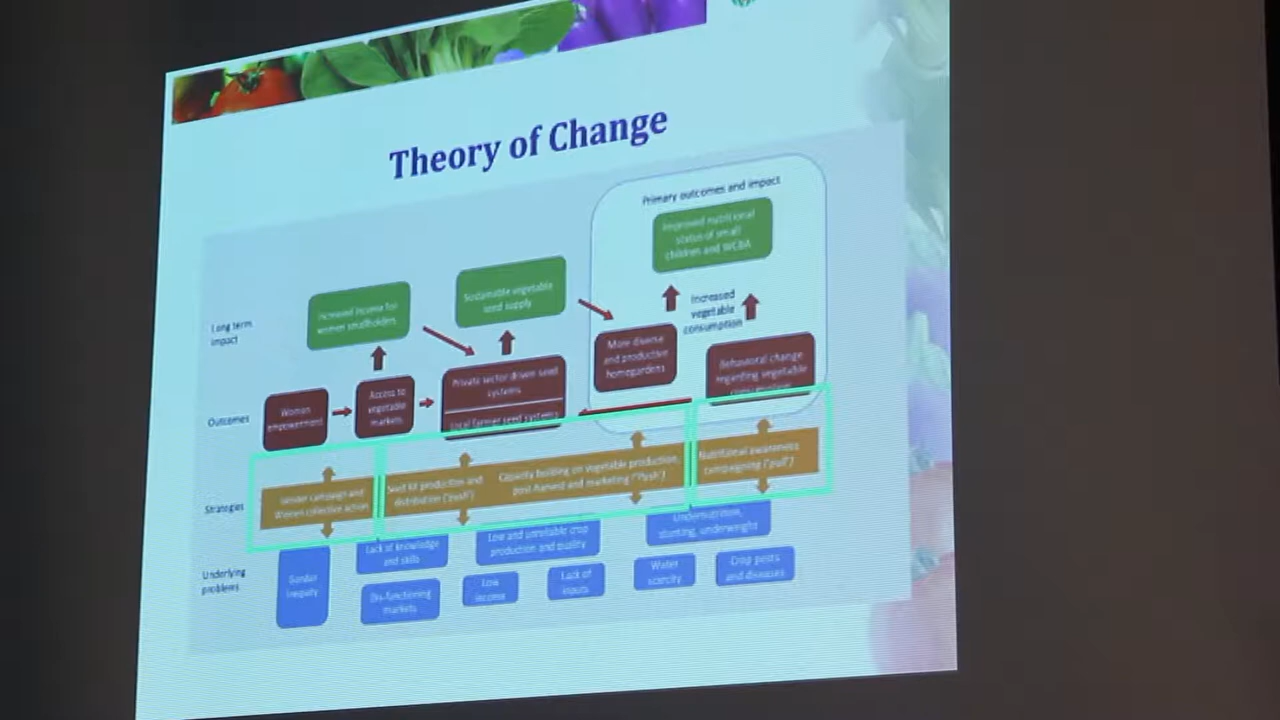 Theory of Change
Primary outcomes and impact
Improved nutritional
status of small
children and WCBA
Sustainable vegetable
seed supply
Increased income for
women smallholders
Long term
impact
Increased
vegetable
consumption
More diverse
and productive
homegardens
Behavioral change
regarding vegetable
consumption
Private sector driven seed
systems
Local farmer seed systems
Access to
vegetable
markets
Women
empowerment
Outcomes
Strategies
Gender campaign and
Women collective action
Seed kit production and
distribution ('push')
Capacity building on vegetable production,
post-harvest and marketing ('Push')
Nutritional awareness
campaigning ('pull')
Underlying
problems
Gender
inequity
Lack of knowledge
and skills
Low and unreliable crop
production and quality
Undernutrition,
stunting, underweight
Dis-functioning
markets
Low
income
Lack of
inputs
Water
scarcity
Crop pests
and diseases